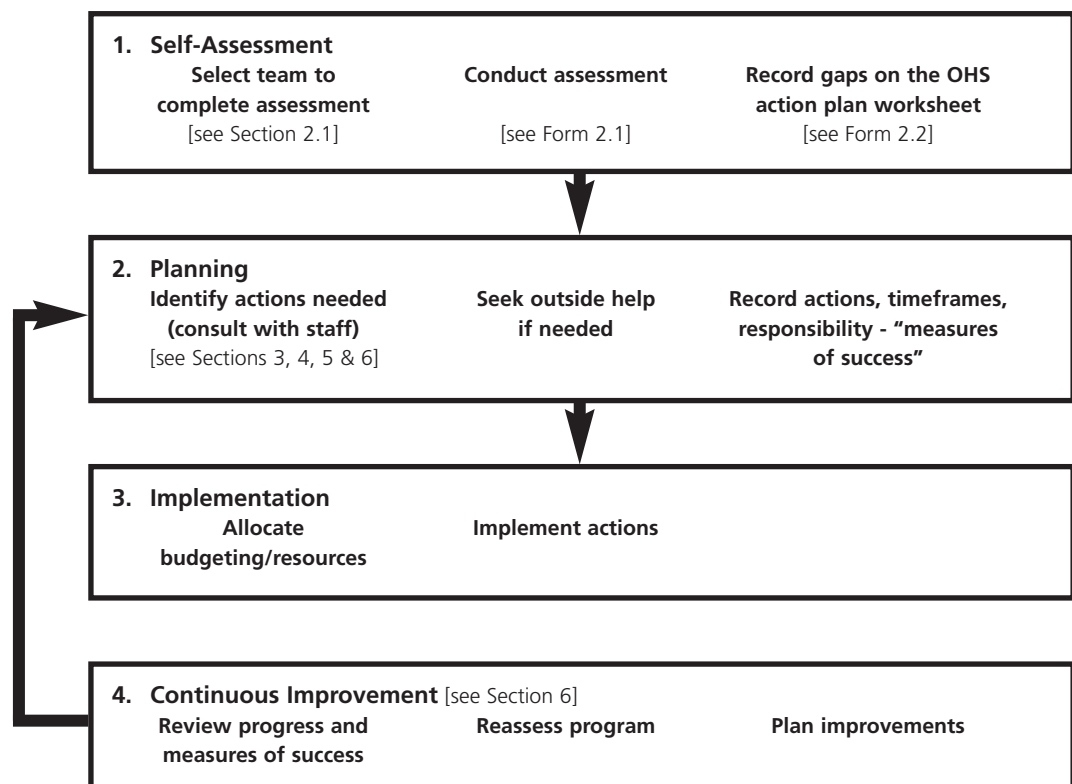 1. Self-Assessment
Select team to
complete assessment
[see Section 2.1]
Conduct assessment
[see Form 2.1]
Record gaps on the OHS
action plan worksheet
[see Form 2.2]
2. Planning
Identify actions needed
(consult with staff)
[see Sections 3, 4, 5 & 6]
Seek outside help
if needed
Record actions, timeframes,
responsibility - “measures
of success”
3. Implementation
Allocate
budgeting/resources
Implement actions
4. Continuous Improvement [see Section 6]
Review progress and
measures of success
Reassess program
Plan improvements